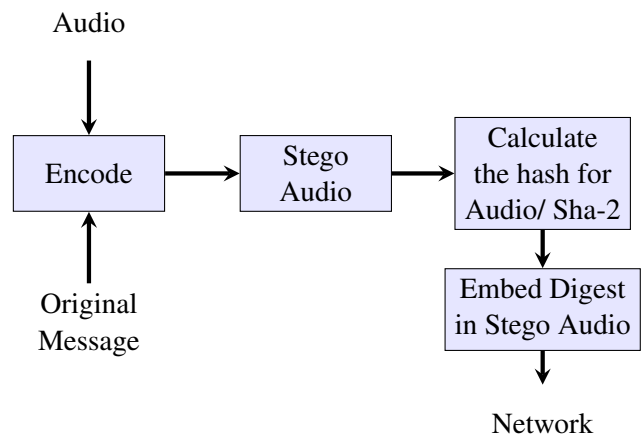 Audio
Encode
Original
Message
Stego
Audio
Calculate
the hash for
Audio/ Sha-2
Embed Digest
in Stego Audio
Network